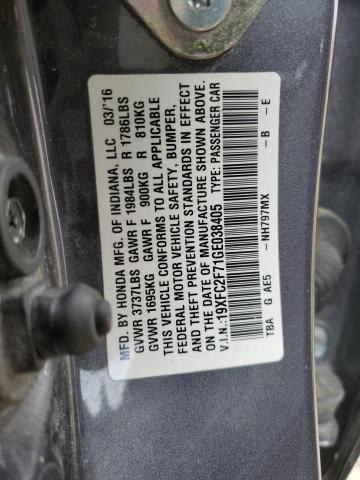 MFG. BY HONDA MFG. OF INDIANA, LLC 03/'16
GVWR 3737LBS GAWR F 1984LBS R 1786LBS
GVWR 1695KG GAWR F 900KG R 810KG
THIS VEHICLE CONFORMS TO ALL APPLICABLE
FEDERAL MOTOR VEHICLE SAFETY, BUMPER,
AND THEFT PREVENTION STANDARDS IN EFFECT
ON THE DATE OF MANUFACTURE SHOWN ABOVE.
V.I.N.:19XFC2F71GE038405 TYPE: PASSENGER CAR
TBA G AE5 -NH797MX -B -E